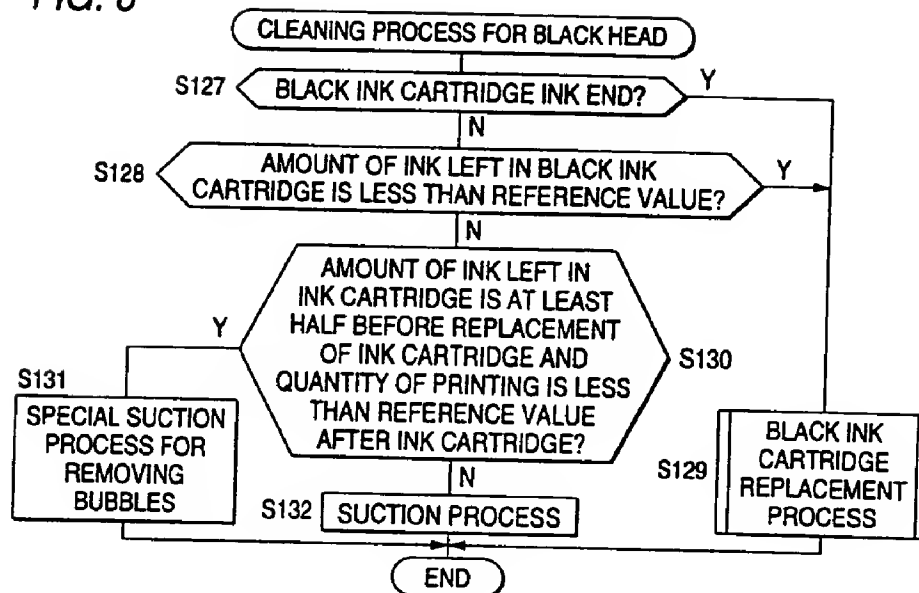 CLEANING PROCESS FOR BLACK HEAD
S127
BLACK INK CARTRIDGE INK END?
Y
N
S128
AMOUNT OF INK LEFT IN BLACK INK
CARTRIDGE IS LESS THAN REFERENCE VALUE?
Y
N
AMOUNT OF INK LEFT IN
INK CARTRIDGE IS AT LEAST
HALF BEFORE REPLACEMENT
OF INK CARTRIDGE AND
QUANTITY OF PRINTING IS LESS
THAN REFERENCE VALUE
AFTER INK CARTRIDGE?
Y
S130
N
S131
SPECIAL SUCTION
PROCESS FOR
REMOVING
BUBBLES
S132
SUCTION PROCESS
S129
BLACK INK
CARTRIDGE
REPLACEMENT
PROCESS
END